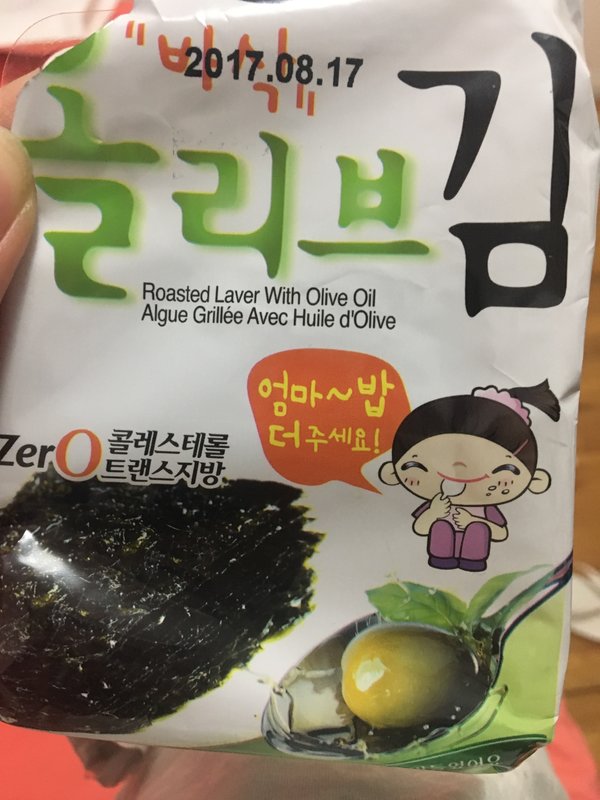 "바삭"
2017.08.17
올리브김
Roasted Laver With Olive Oil
Algue Grillée Avec Huile d'Olive
엄마~밥
더주세요!
ZerO 콜레스테롤
트랜스지방